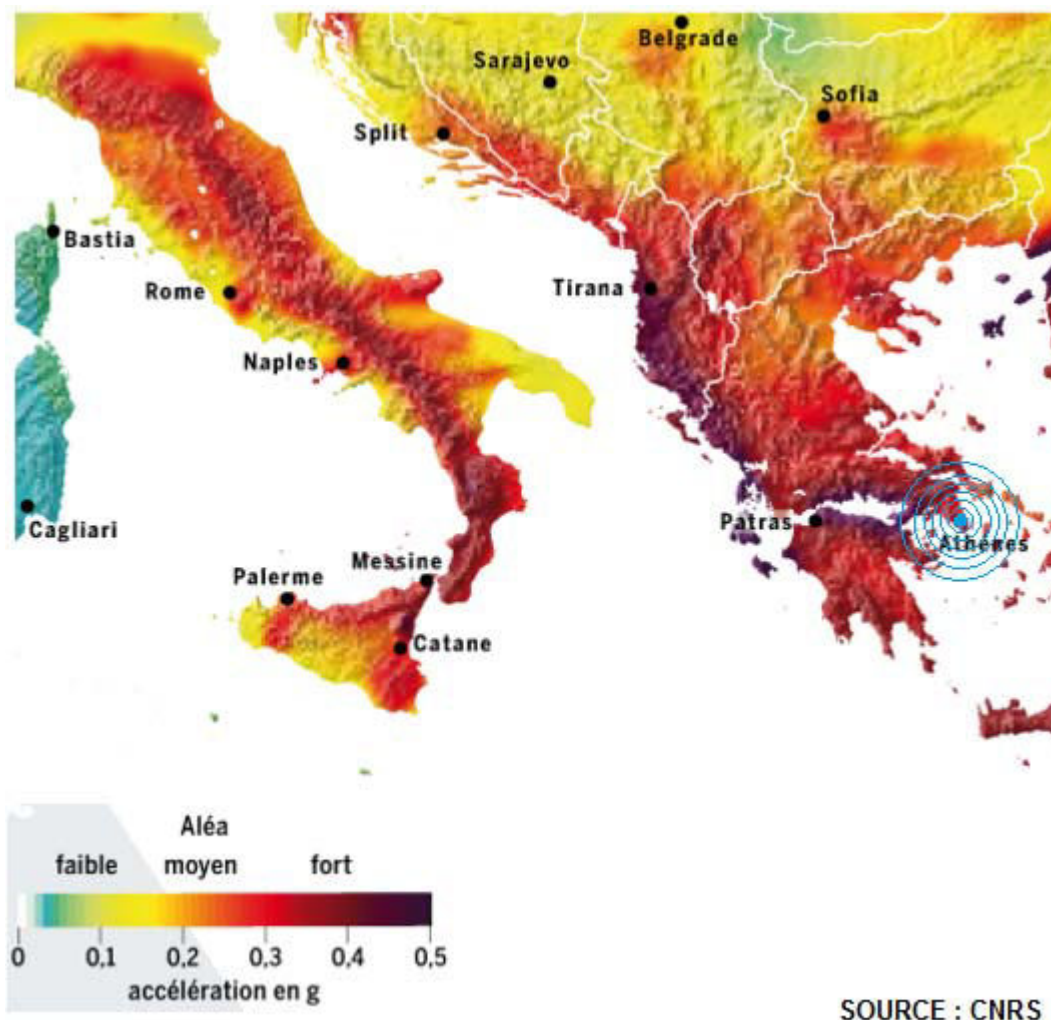 Belgrade
Sarajevo
Sofia
Split
Bastia
Rome
Tirana
Naples
Cagliari
Patras
Athènes
Messine
Palerme
Catane
Aléa
faible moyen fort
0 0,1 0,2 0,3 0,4 0,5
accélération en g
SOURCE : CNRS